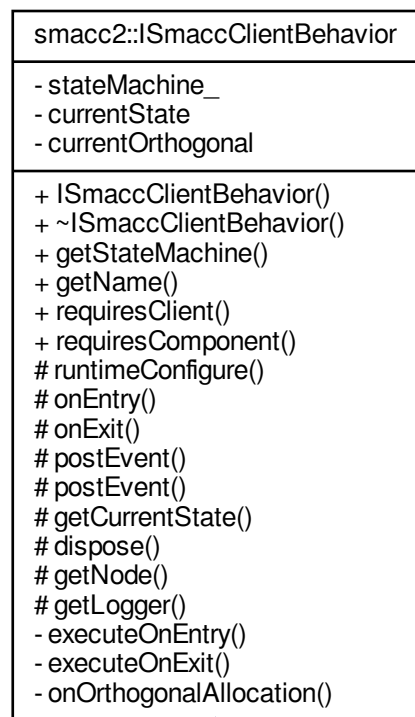 smacc2::ISmaccClientBehavior
- stateMachine_
- currentState
- currentOrthogonal
+ ISmaccClientBehavior()
+ ~ISmaccClientBehavior()
+ getStateMachine()
+ getName()
+ requiresClient()
+ requiresComponent()
# runtimeConfigure()
# onEntry()
# onExit()
# postEvent()
# postEvent()
# getCurrentState()
# dispose()
# getNode()
# getLogger()
- executeOnEntry()
- executeOnExit()
- onOrthogonalAllocation()